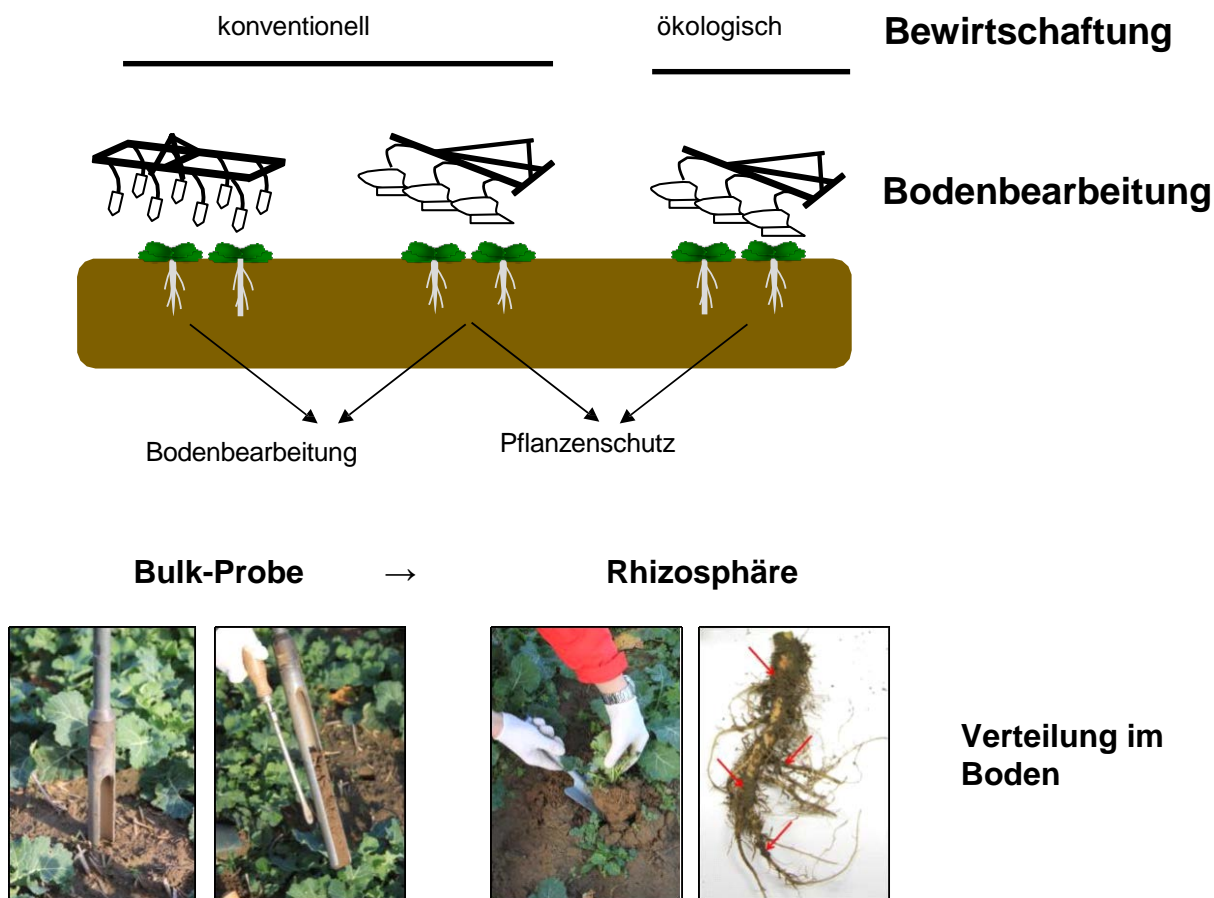 konventionell ökologisch Bewirtschaftung
Bodenbearbeitung
Bodenbearbeitung Pflanzenschutz
Bulk-Probe → Rhizosphäre
Verteilung im
Boden